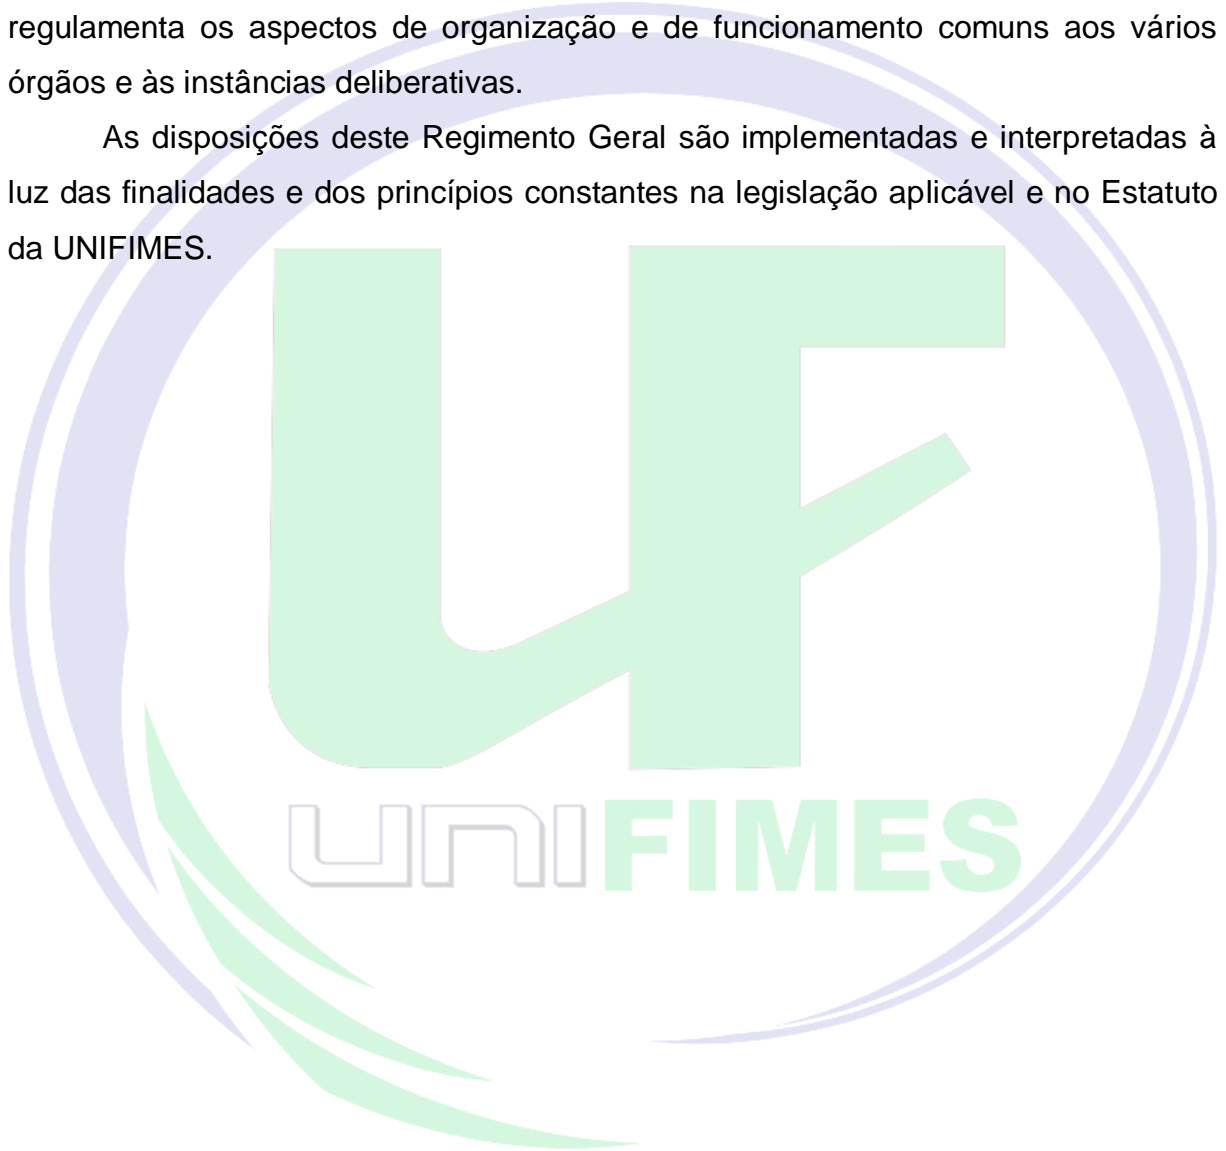 regulamenta os aspectos de organização e de funcionamento comuns aos vários
órgãos e às instâncias deliberativas.
As disposições deste Regimento Geral são implementadas e interpretadas à
luz das finalidades e dos princípios constantes na legislação aplicável e no Estatuto
da UNIFIMES.
UF
UNIFIMES